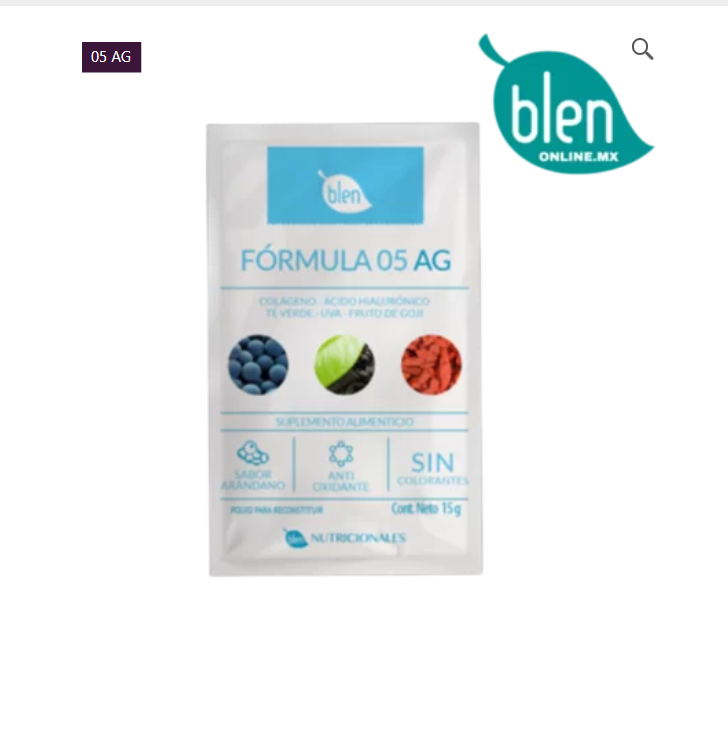 05 AG
blen
ONLINE.MX
blen
FÓRMULA 05 AG
COLÁGENO · ÁCIDO HIALURÓNICO
TÉ VERDE · UVA · FRUTO DE GOJI
SUPLEMENTO ALIMENTICIO
SABOR
ARÁNDANO
ANTI
OXIDANTE
SIN
COLORANTES
POLVO PARA RECONSTITUIR
Cont. Neto 15g
blen NUTRICIONALES